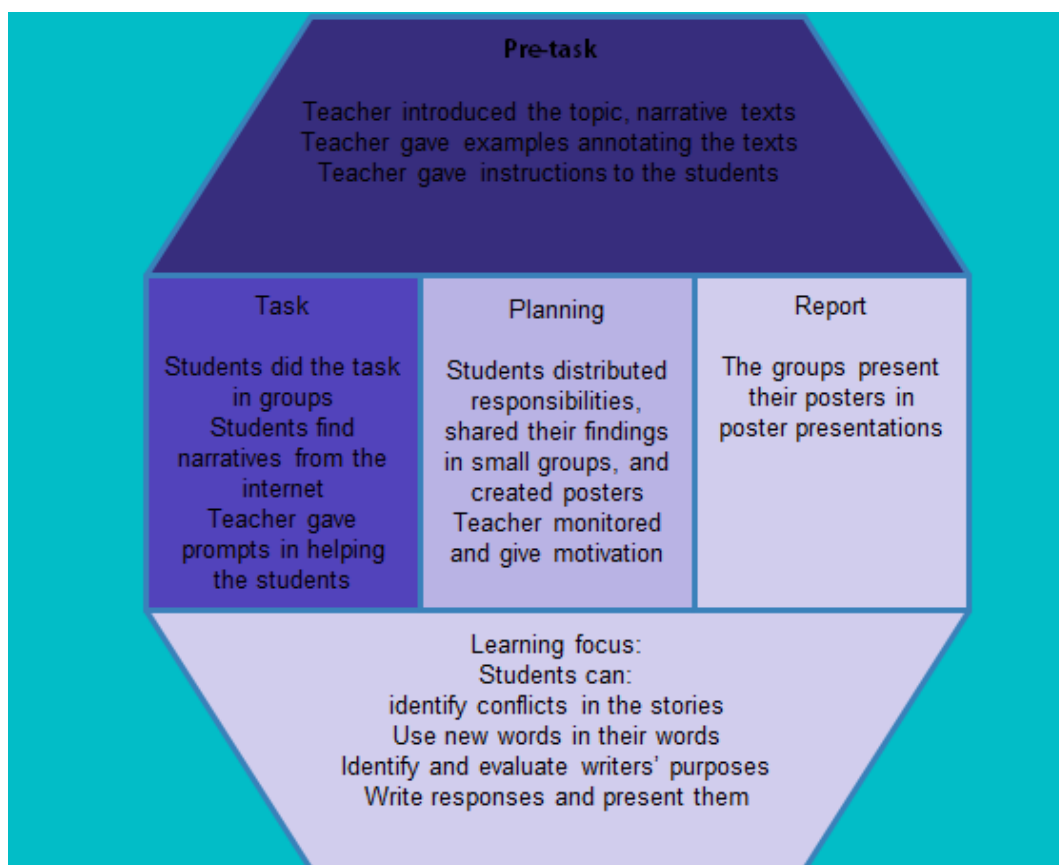 Pre-task
Teacher introduced the topic, narrative texts
Teacher gave examples annotating the texts
Teacher gave instructions to the students
Task
Students did the task
in groups
Students find
narratives from the
internet
Teacher gave
prompts in helping
the students
Planning
Students distributed
responsibilities,
shared their findings
in small groups, and
created posters
Teacher monitored
and give motivation
Report
The groups present
their posters in
poster presentations
Learning focus:
Students can:
identify conflicts in the stories
Use new words in their words
Identify and evaluate writers’ purposes
Write responses and present them